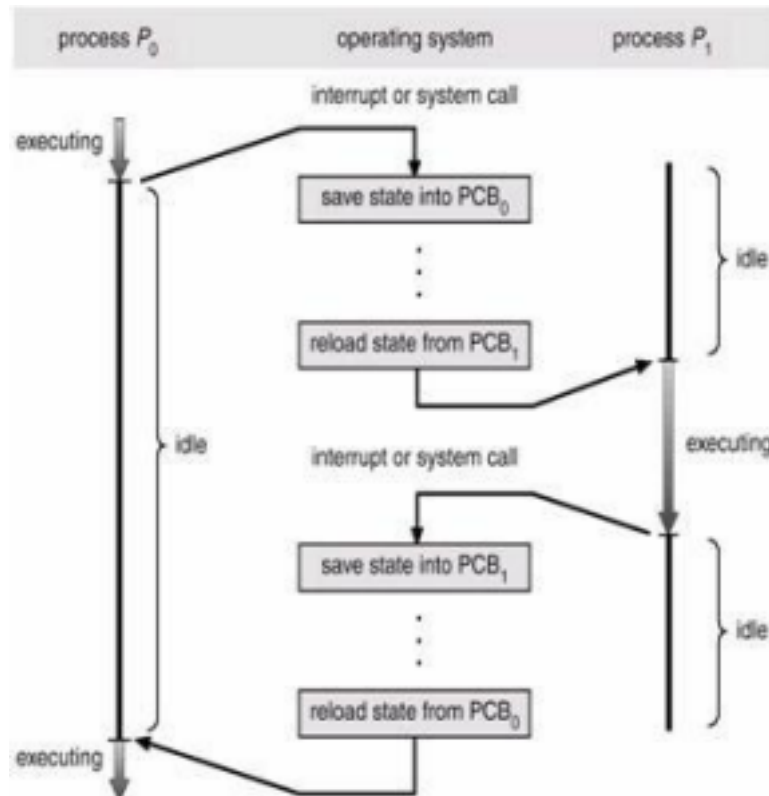 process P₀ operating system process P₁
interrupt or system call
executing
save state into PCB₀
idle
reload state from PCB₁
idle
interrupt or system call
executing
save state into PCB₁
idle
reload state from PCB₀
executing